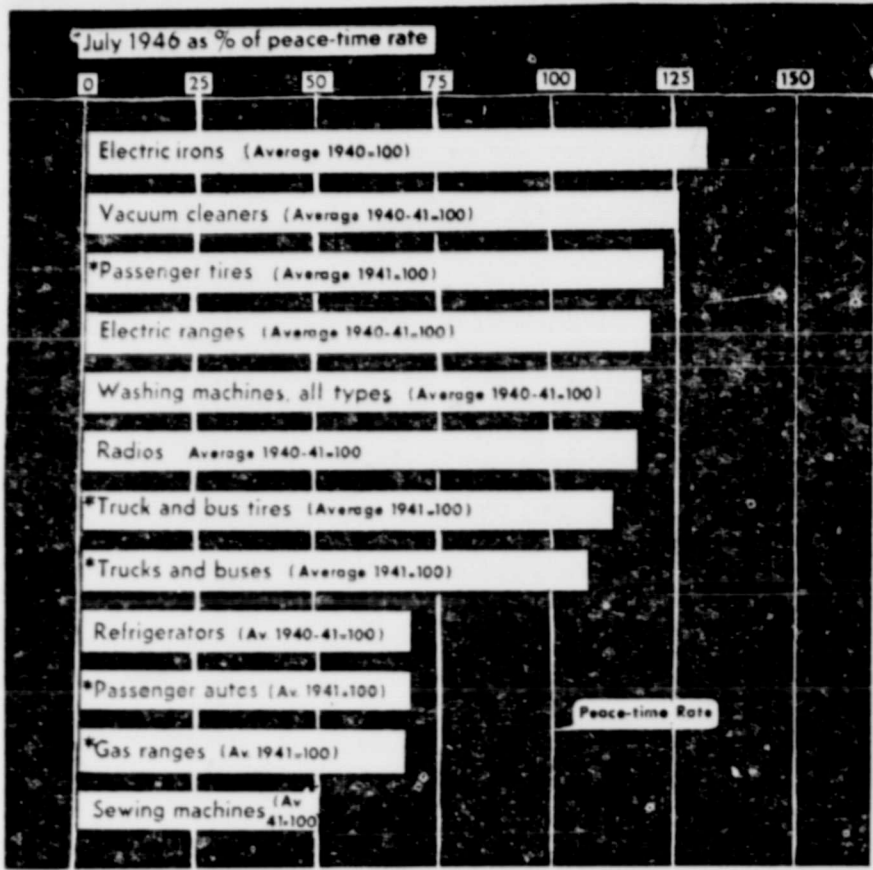 *July 1946 as % of peace-time rate
0 25 50 75 100 125 150
Electric irons (Average 1940=100)
Vacuum cleaners (Average 1940-41=100)
*Passenger tires (Average 1941=100)
Electric ranges (Average 1940-41=100)
Washing machines, all types (Average 1940-41=100)
Radios Average 1940-41=100
*Truck and bus tires (Average 1941=100)
*Trucks and buses (Average 1941=100)
Refrigerators (Av. 1940-41=100)
*Passenger autos (Av. 1941=100)
Peace-time Rate
*Gas ranges (Av. 1941=100)
Sewing machines (Av
41=100)